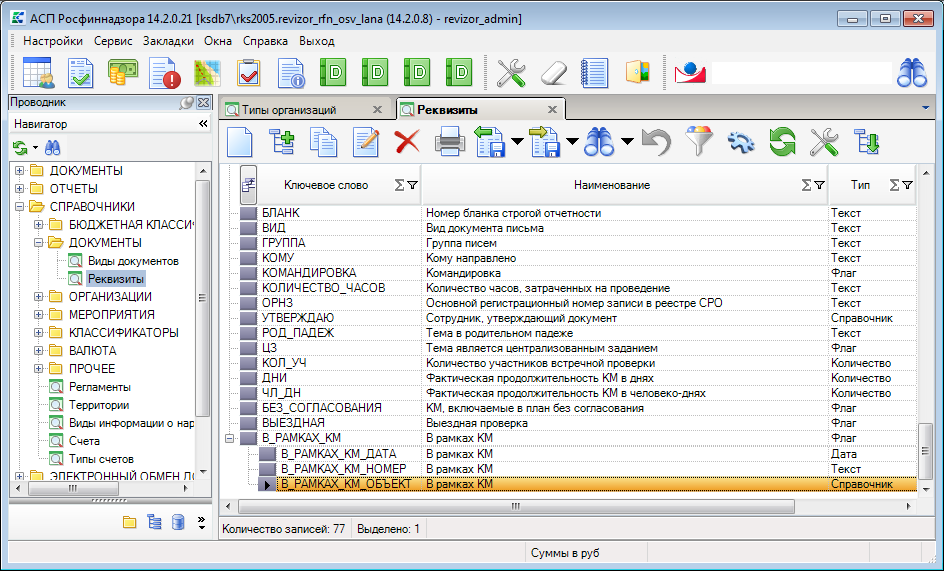 АСП Росфиннадзора 14.2.0.21 [ksdb7\rks2005.revizor_rfn_osv_lana (14.2.0.8) - revizor_admin]
Настройки Сервис Закладки Окна Справка Выход
Проводник
Навигатор
ДОКУМЕНТЫ
ОТЧЕТЫ
СПРАВОЧНИКИ
БЮДЖЕТНАЯ КЛАССИ
ДОКУМЕНТЫ
Виды документов
Реквизиты
ОРГАНИЗАЦИИ
МЕРОПРИЯТИЯ
КЛАССИФИКАТОРЫ
ВАЛЮТА
ПРОЧЕЕ
Регламенты
Территории
Виды информации о нар
Счета
Типы счетов
ЭЛЕКТРОННЫЙ ОБМЕН ДО
Типы организаций Реквизиты
Ключевое слово Наименование Тип
БЛАНК Номер бланка строгой отчетности Текст
ВИД Вид документа письма Текст
ГРУППА Группа писем Текст
КОМУ Кому направлено Текст
КОМАНДИРОВКА Командировка Флаг
КОЛИЧЕСТВО_ЧАСОВ Количество часов, затраченных на проведение Текст
ОРНЗ Основной регистрационный номер записи в реестре СРО Текст
УТВЕРЖДАЮ Сотрудник, утверждающий документ Справочник
РОД_ПАДЕЖ Тема в родительном падеже Текст
ЦЗ Тема является централизованным заданием Флаг
КОЛ_УЧ Количество участников встречной проверки Количество
ДНИ Фактическая продолжительность КМ в днях Количество
ЧЛ_ДН Фактическая продолжительность КМ в человеко-днях Количество
БЕЗ_СОГЛАСОВАНИЯ КМ, включаемые в план без согласования Флаг
ВЫЕЗДНАЯ Выездная проверка Флаг
В_РАМКАХ_КМ В рамках КМ Флаг
В_РАМКАХ_КМ_ДАТА В рамках КМ Дата
В_РАМКАХ_КМ_НОМЕР В рамках КМ Текст
В_РАМКАХ_КМ_ОБЪЕКТ В рамках КМ Справочник
Количество записей: 77 Выделено: 1
Суммы в руб